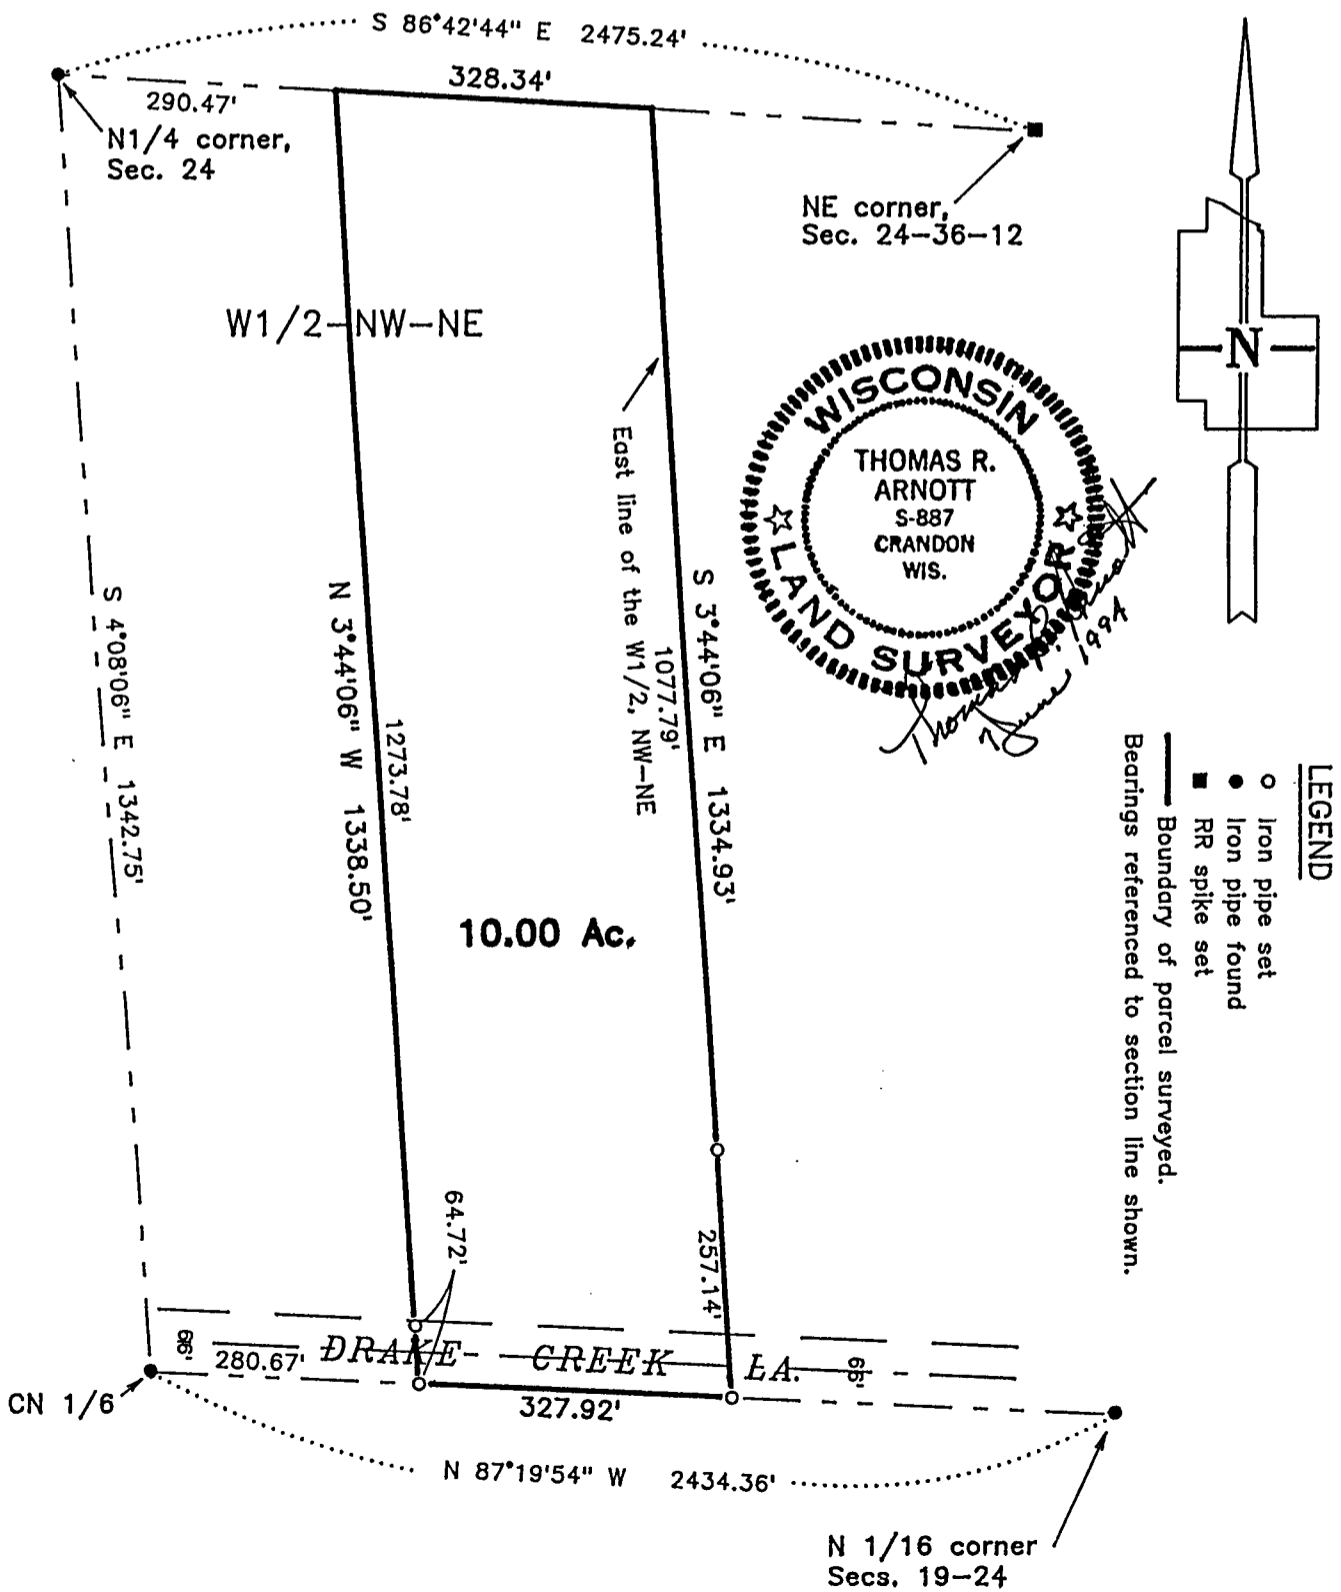 S 86°42'44" E 2475.24'
328.34'
290.47'
N1/4 corner,
Sec. 24
NE corner,
Sec. 24-36-12
W1/2-NW-NE
N
WISCONSIN
THOMAS R.
ARNOTT
S-887
CRANDON
WIS.
LAND SURVEYOR
Thomas R. Arnott
7 June 1994
East line of the W1/2, NW-NE
S 4°08'06" E 1342.75'
N 3°44'06" W 1338.50'
1273.78'
1077.79'
S 3°44'06" E 1334.93'
10.00 Ac.
LEGEND
Iron pipe set
Iron pipe found
RR spike set
Boundary of parcel surveyed.
Bearings referenced to section line shown.
64.72'
257.14'
66'
280.67'
DRAKE CREEK LA.
66'
327.92'
CN 1/6
N 87°19'54" W 2434.36'
N 1/16 corner
Secs. 19-24